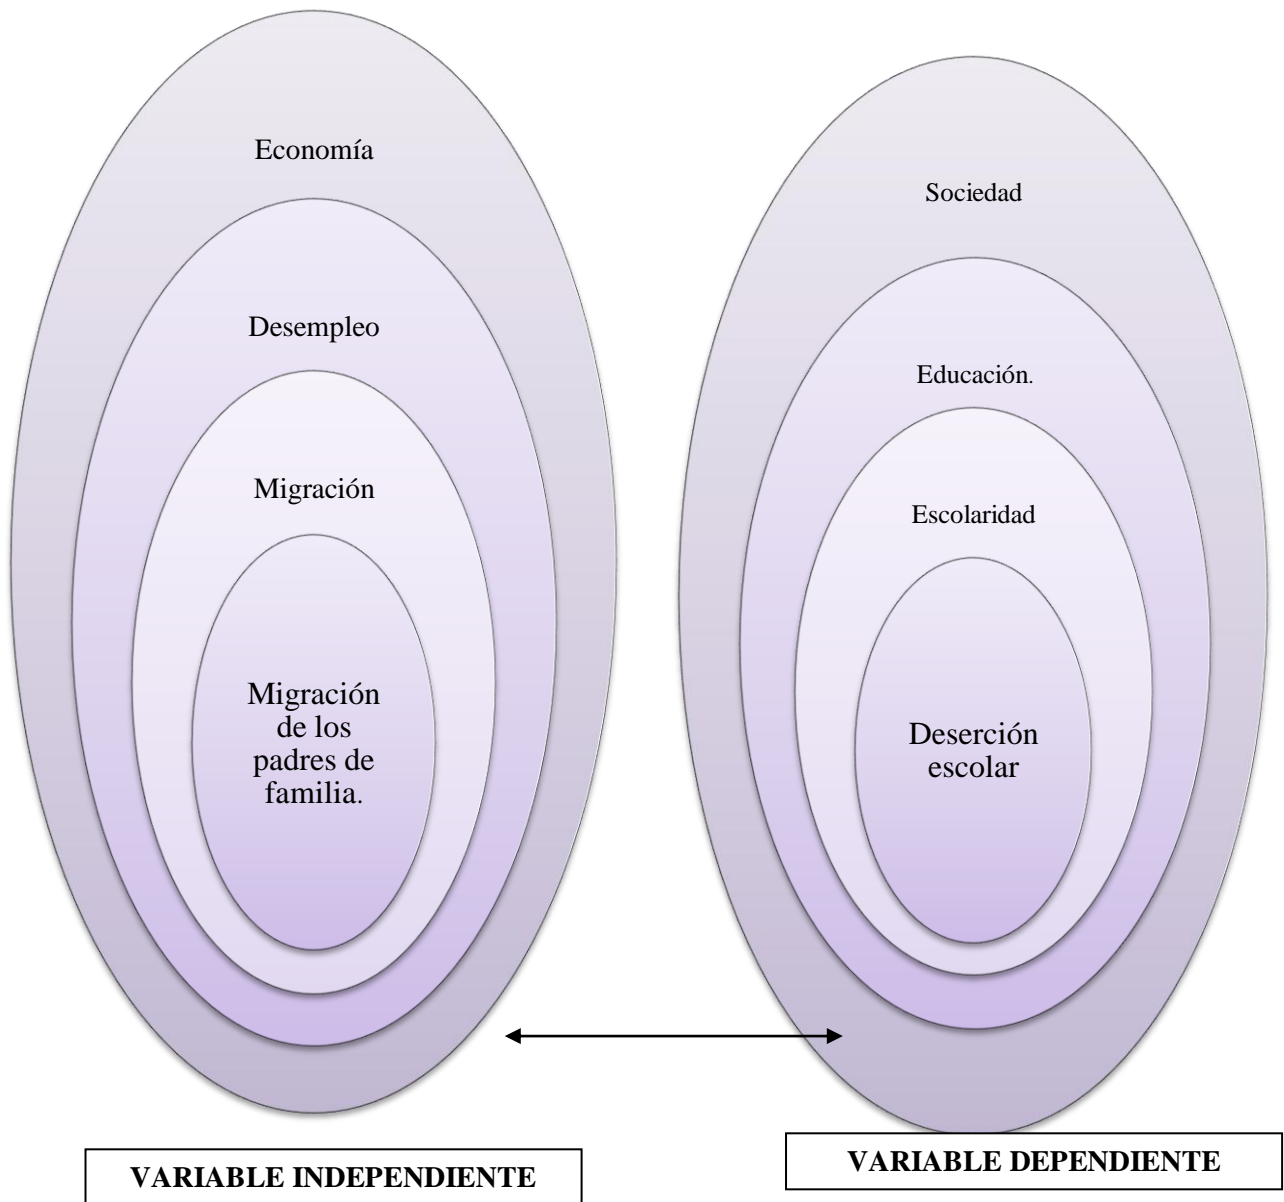 Economía
Desempleo
Migración
Migración
de los
padres de
familia.
Sociedad
Educación.
Escolaridad
Deserción
escolar
VARIABLE INDEPENDIENTE
VARIABLE DEPENDIENTE